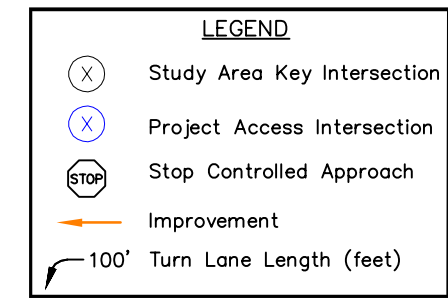 LEGEND
X Study Area Key Intersection
X Project Access Intersection
STOP Stop Controlled Approach
Improvement
100' Turn Lane Length (feet)